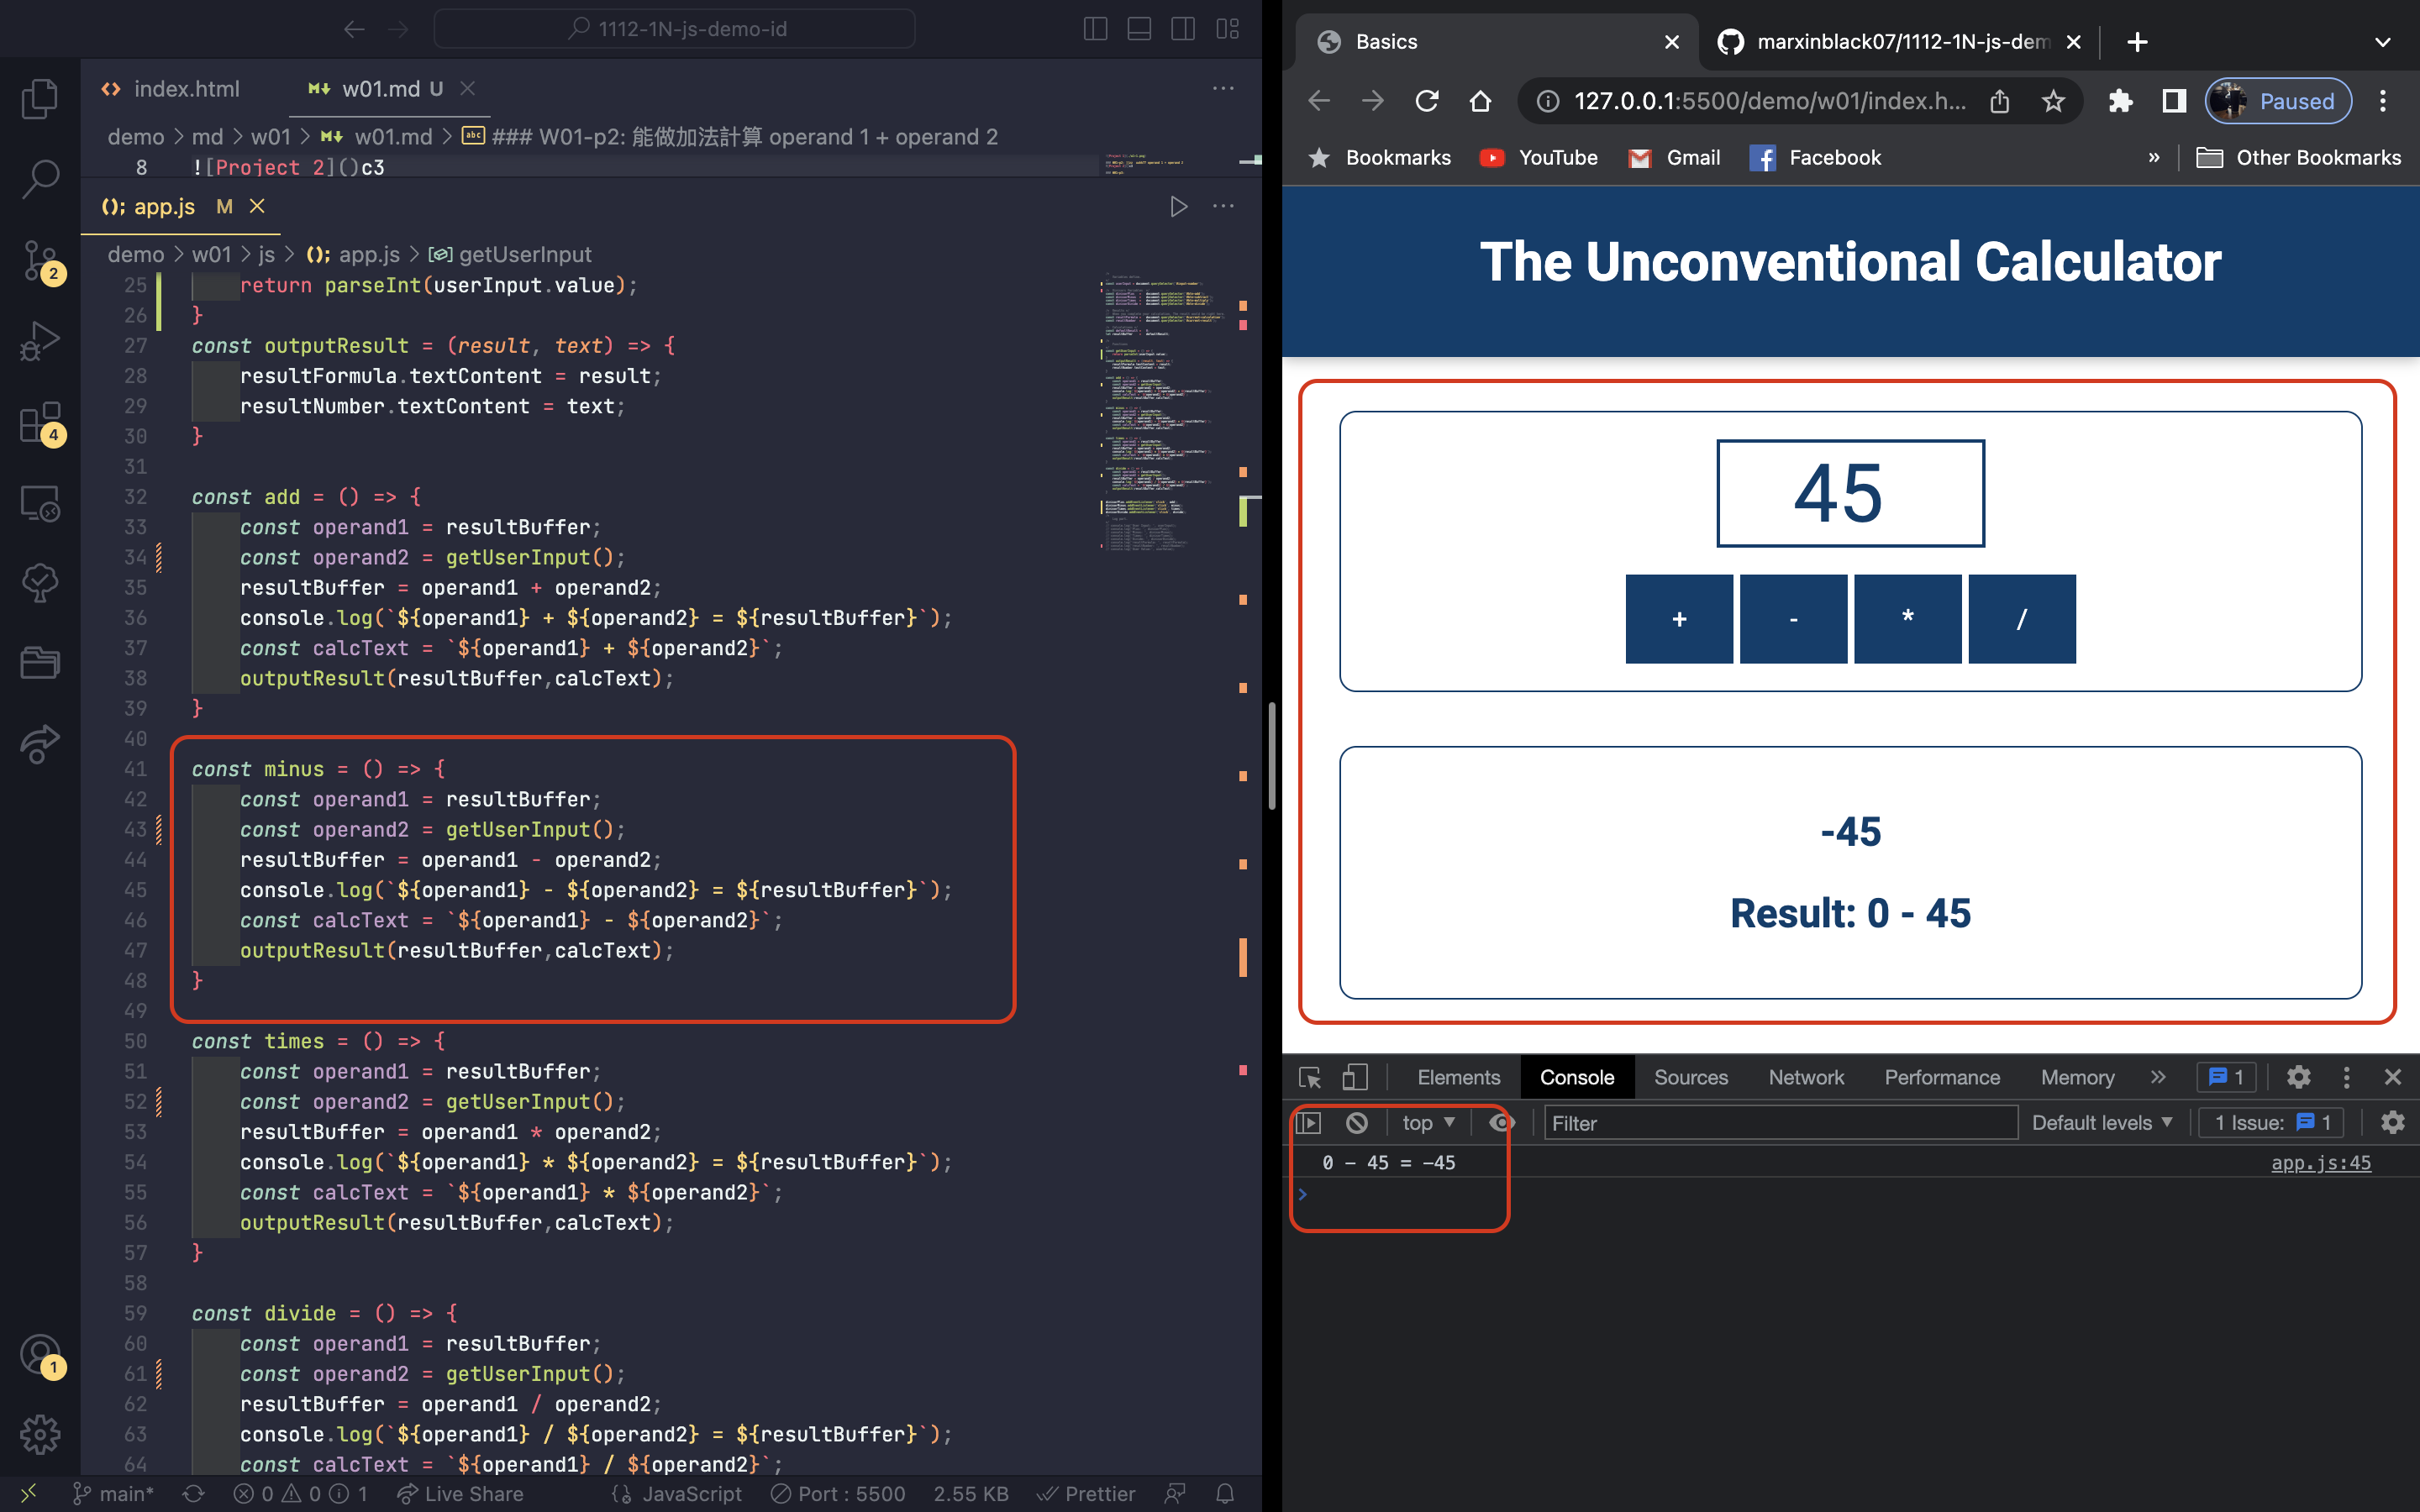 1112-1N-js-demo-id
index.html
w01.md U
demo > md > w01 > w01.md > ### W01-p2: 能做加法計算 operand 1 + operand 2
8 ![Project 2]()c3
app.js M
demo > w01 > js > app.js > getUserInput
25 return parseInt(userInput.value);
26 }
27 const outputResult = (result, text) => {
28 resultFormula.textContent = result;
29 resultNumber.textContent = text;
30 }
31
32 const add = () => {
33 const operand1 = resultBuffer;
34 const operand2 = getUserInput();
35 resultBuffer = operand1 + operand2;
36 console.log(`${operand1} + ${operand2} = ${resultBuffer}`);
37 const calcText = `${operand1} + ${operand2}`;
38 outputResult(resultBuffer,calcText);
39 }
40
41 const minus = () => {
42 const operand1 = resultBuffer;
43 const operand2 = getUserInput();
44 resultBuffer = operand1 - operand2;
45 console.log(`${operand1} - ${operand2} = ${resultBuffer}`);
46 const calcText = `${operand1} - ${operand2}`;
47 outputResult(resultBuffer,calcText);
48 }
49
50 const times = () => {
51 const operand1 = resultBuffer;
52 const operand2 = getUserInput();
53 resultBuffer = operand1 * operand2;
54 console.log(`${operand1} * ${operand2} = ${resultBuffer}`);
55 const calcText = `${operand1} * ${operand2}`;
56 outputResult(resultBuffer,calcText);
57 }
58
59 const divide = () => {
60 const operand1 = resultBuffer;
61 const operand2 = getUserInput();
62 resultBuffer = operand1 / operand2;
63 console.log(`${operand1} / ${operand2} = ${resultBuffer}`);
64 const calcText = `${operand1} / ${operand2}`;
2
4
1
main* 0 0 1 Live Share JavaScript Port : 5500 2.55 KB Prettier
Basics
marxinblack07/1112-1N-js-dem
127.0.0.1:5500/demo/w01/index.h... Paused
Bookmarks YouTube Gmail Facebook » Other Bookmarks
The Unconventional Calculator
45
+ - * /
-45
Result: 0 - 45
Elements Console Sources Network Performance Memory » 1
top Filter Default levels 1 Issue: 1
0 - 45 = -45 app.js:45
>